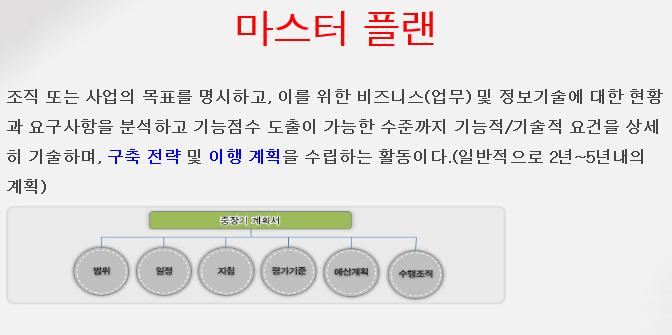 마스터 플랜
조직 또는 사업의 목표를 명시하고, 이를 위한 비즈니스(업무) 및 정보기술에 대한 현황
과 요구사항을 분석하고 기능점수 도출이 가능한 수준까지 기능적/기술적 요건을 상세
히 기술하며, 구축 전략 및 이행 계획을 수립하는 활동이다.(일반적으로 2년~5년내의
계획)
중장기 계획서
범위 일정 지침 평가기준 예산계획 수행조직